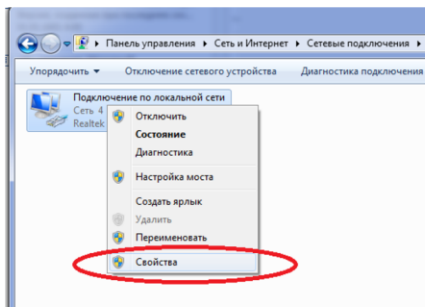 Панель управления ▸ Сеть и Интернет ▸ Сетевые подключения ▸
Упорядочить Отключение сетевого устройства Диагностика подключения
Подключение по локальной сети
Сеть 4
Realtek
Отключить
Состояние
Диагностика
Настройка моста
Создать ярлык
Удалить
Переименовать
Свойства